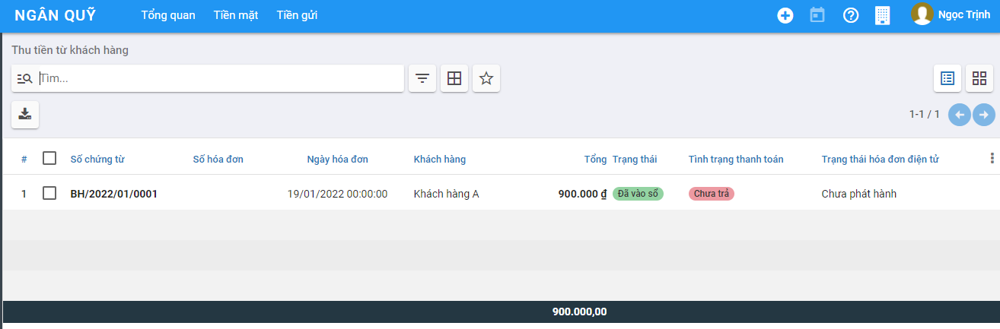 NGÂN QUỸ Tổng quan Tiền mặt Tiền gửi Ngọc Trịnh
Thu tiền từ khách hàng
Tìm...
1-1 / 1
# Số chứng từ Số hóa đơn Ngày hóa đơn Khách hàng Tổng Trạng thái Tình trạng thanh toán Trạng thái hóa đơn điện tử
1 BH/2022/01/0001 19/01/2022 00:00:00 Khách hàng A 900.000 ₫ Đã vào sổ Chưa trả Chưa phát hành
900.000,00